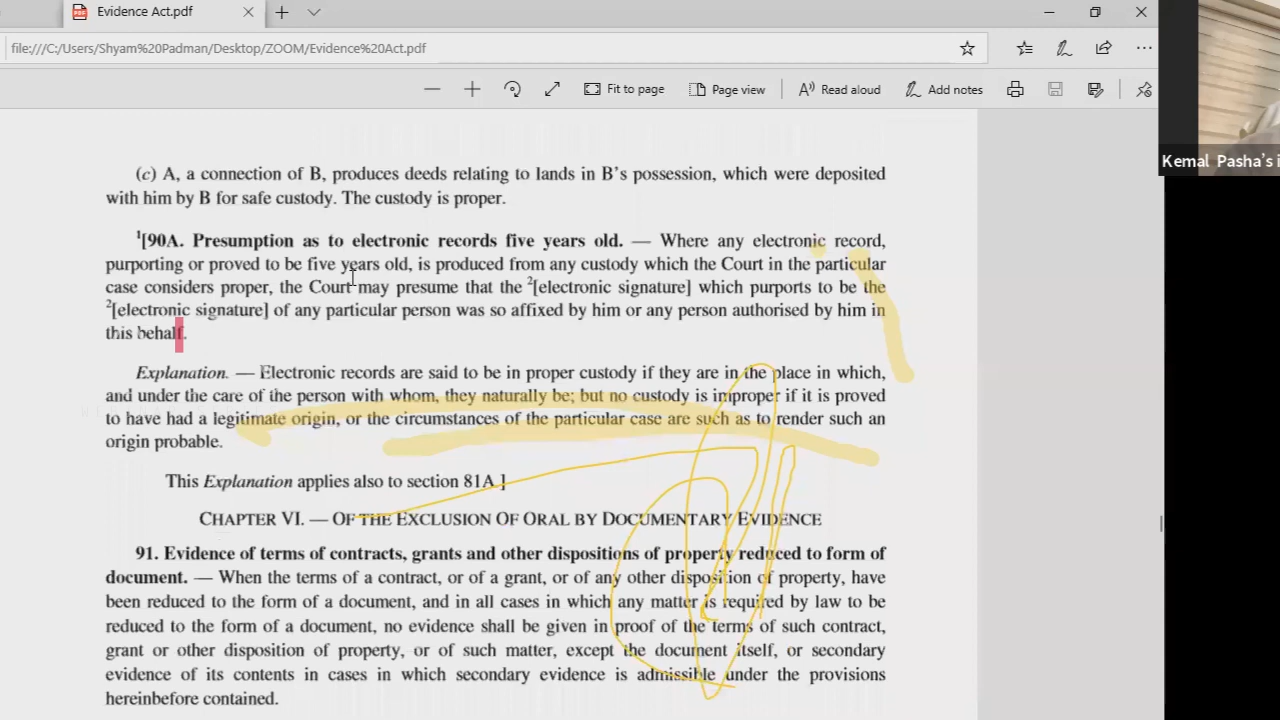 Evidence Act.pdf
file:///C:/Users/Shyam%20Padman/Desktop/ZOOM/Evidence%20Act.pdf
Fit to page
Page view
Read aloud
Add notes
Kemal Pasha's i
(c) A, a connection of B, produces deeds relating to lands in B's possession, which were deposited
with him by B for safe custody. The custody is proper.
1[90A. Presumption as to electronic records five years old. — Where any electronic record,
purporting or proved to be five years old, is produced from any custody which the Court in the particular
case considers proper, the Court may presume that the 2[electronic signature] which purports to be the
2[electronic signature] of any particular person was so affixed by him or any person authorised by him in
this behalf.
Explanation. — Electronic records are said to be in proper custody if they are in the place in which,
and under the care of the person with whom, they naturally be; but no custody is improper if it is proved
to have had a legitimate origin, or the circumstances of the particular case are such as to render such an
origin probable.
This Explanation applies also to section 81A.]
CHAPTER VI. — OF THE EXCLUSION OF ORAL BY DOCUMENTARY EVIDENCE
91. Evidence of terms of contracts, grants and other dispositions of property reduced to form of
document. — When the terms of a contract, or of a grant, or of any other disposition of property, have
been reduced to the form of a document, and in all cases in which any matter is required by law to be
reduced to the form of a document, no evidence shall be given in proof of the terms of such contract,
grant or other disposition of property, or of such matter, except the document itself, or secondary
evidence of its contents in cases in which secondary evidence is admissible under the provisions
hereinbefore contained.